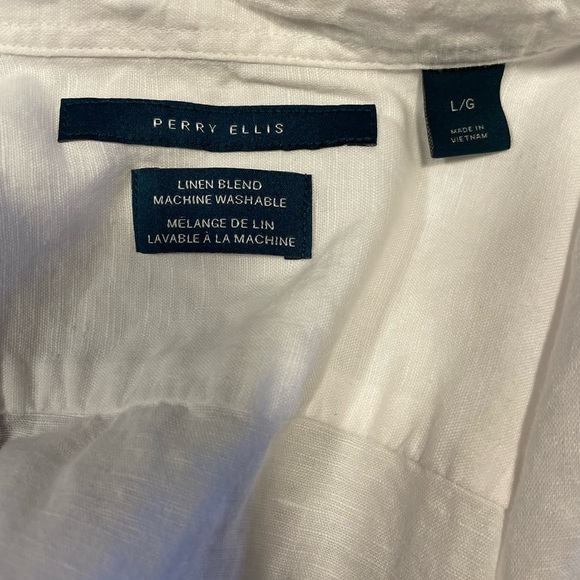 PERRY ELLIS
L/G
MADE IN
VIETNAM
LINEN BLEND
MACHINE WASHABLE
MÉLANGE DE LIN
LAVABLE À LA MACHINE